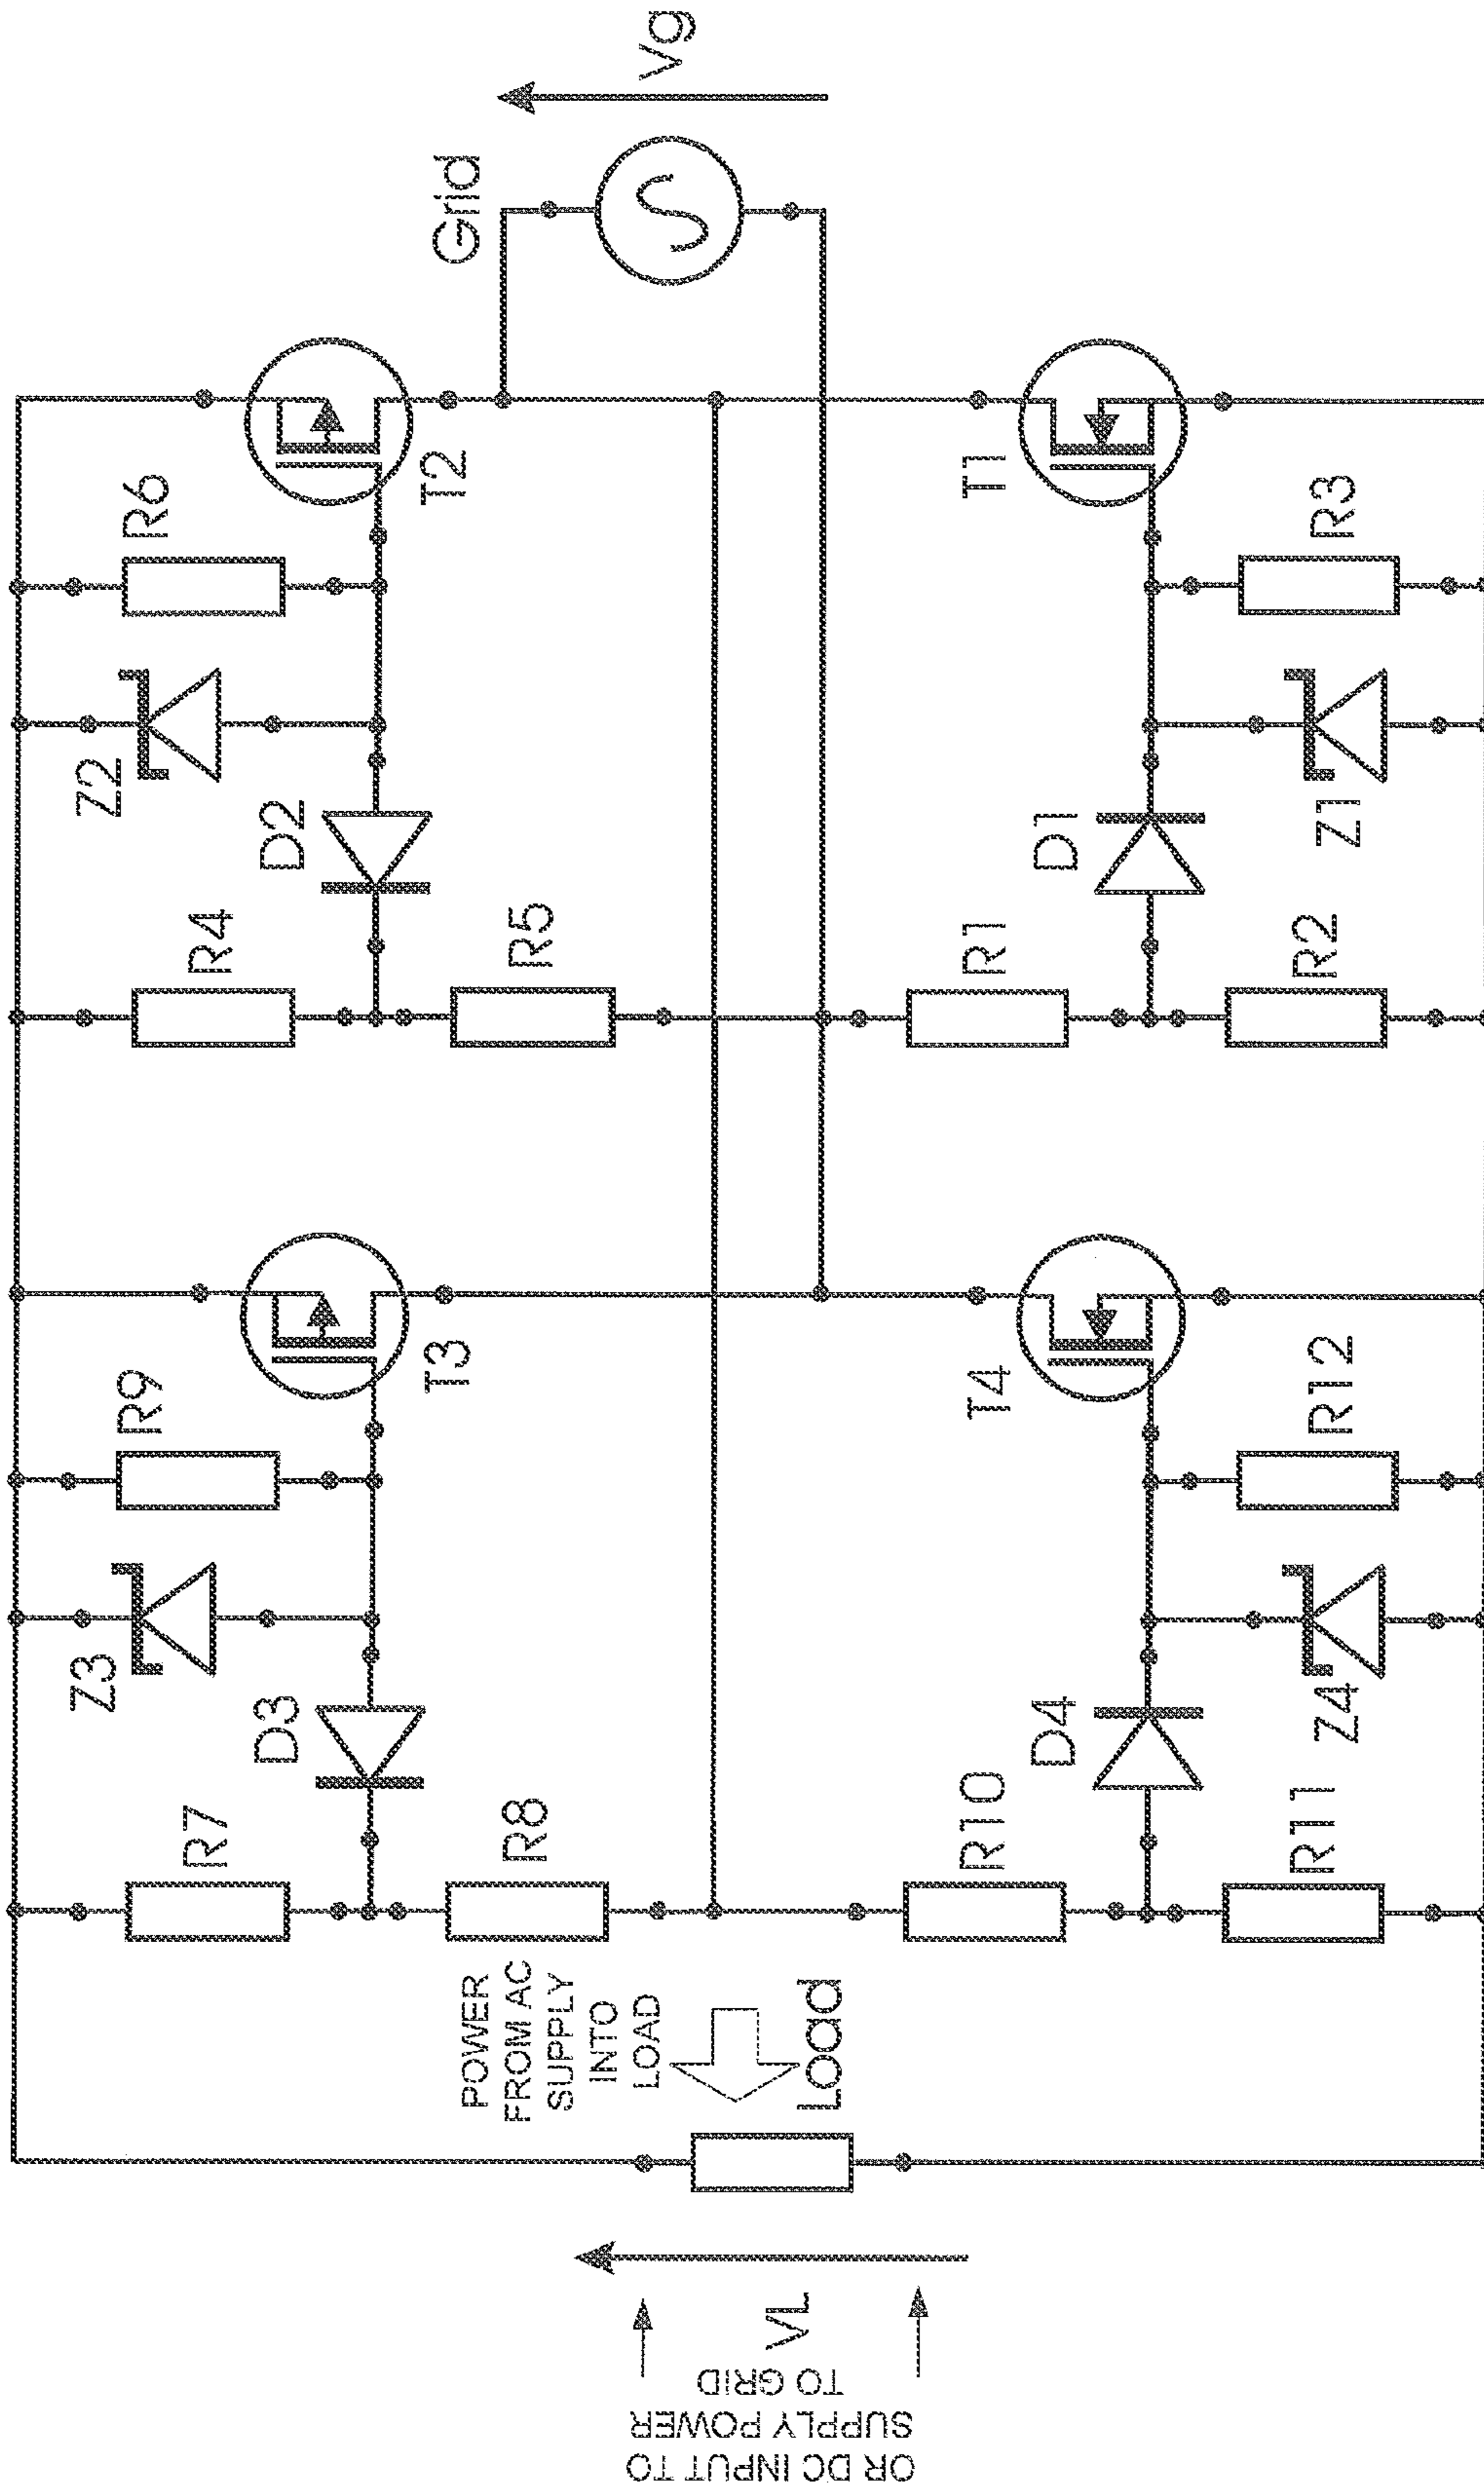 Grid
Vg
R6
Z2
D2
T2
R4
R5
T1
R3
D1
Z1
R1
R2
R9
Z3
D3
T3
R7
R8
T4
R12
D4
Z4
R10
R11
POWER
FROM AC
SUPPLY
INTO
LOAD
Load
VL
OR DC INPUT TO
SUPPLY POWER
TO GRID